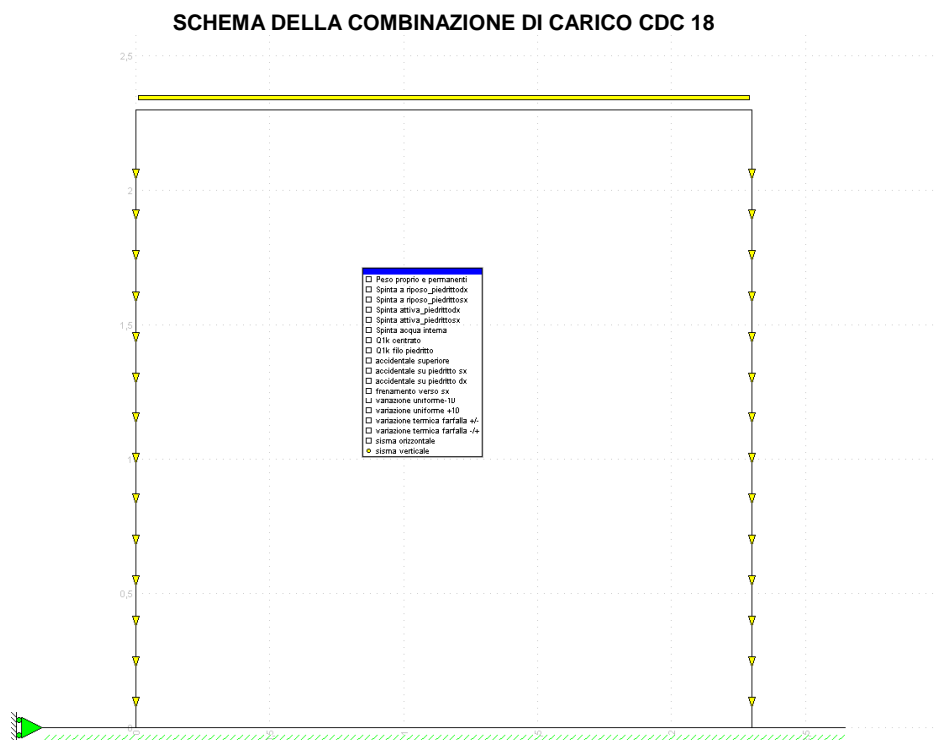 SCHEMA DELLA COMBINAZIONE DI CARICO CDC 18
2,5
2
Peso proprio e permanenti
Spinta a riposo_piedrittodx
Spinta a riposo_piedrittosx
Spinta attiva_piedrittodx
Spinta attiva_piedrittosx
Spinta acqua interna
Q1k centrato
Q1k filo piedritto
accidentale superiore
accidentale su piedritto sx
accidentale su piedritto dx
frenamento verso sx
variazione uniforme-10
variazione uniforme +10
variazione termica farfalla +/-
variazione termica farfalla -/+
sisma orizzontale
sisma verticale
1,5
0,5